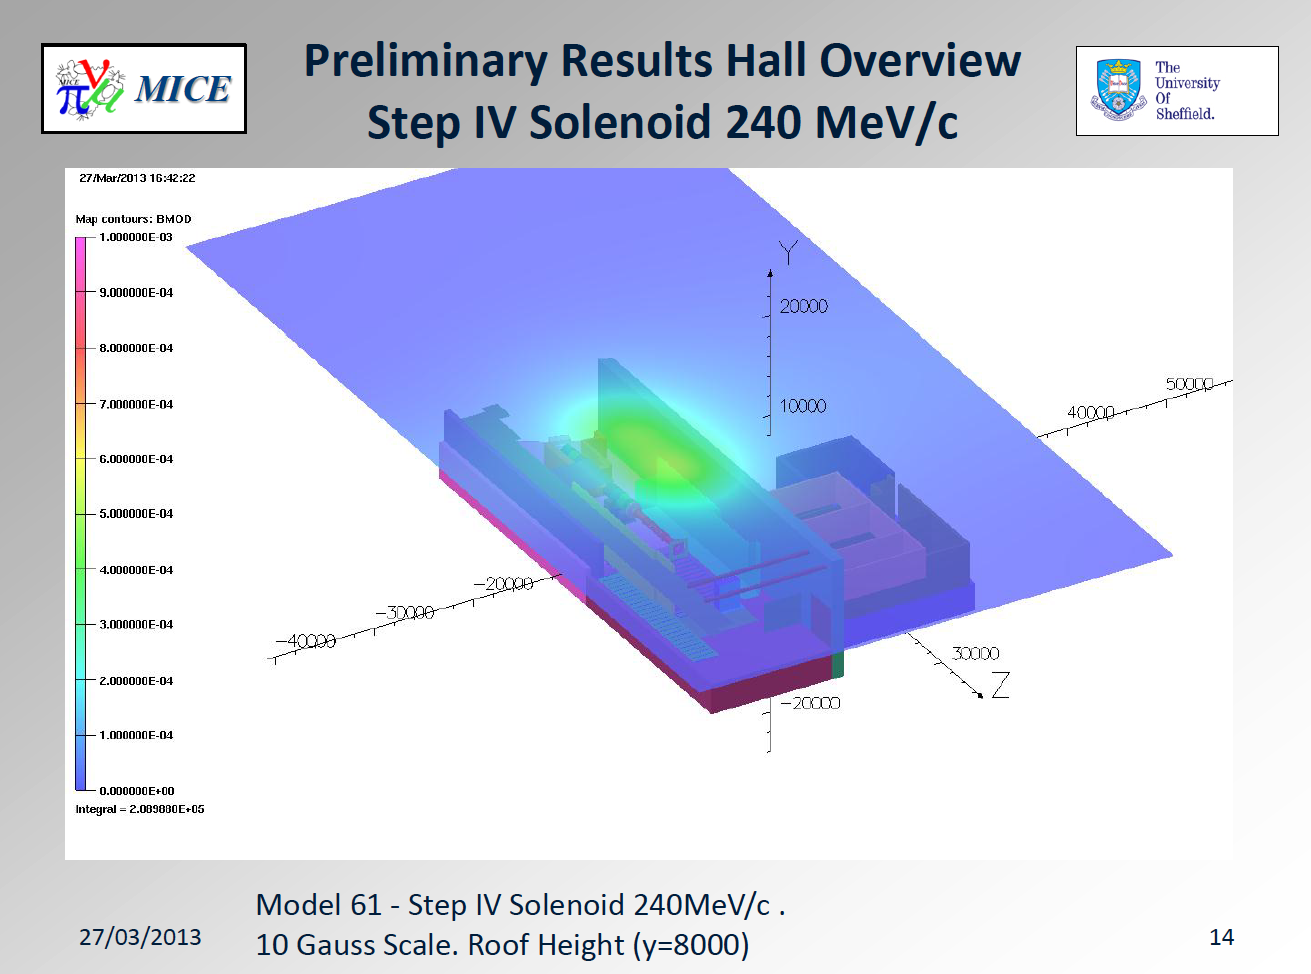 Preliminary Results Hall Overview
Step IV Solenoid 240 MeV/c
MICE
The
University
Of
Sheffield.
27/Mar/2013 16:42:22
Map contours: BMOD
1.000000E-03
9.000000E-04
8.000000E-04
7.000000E-04
6.000000E-04
5.000000E-04
4.000000E-04
3.000000E-04
2.000000E-04
1.000000E-04
0.000000E+00
Integral = 2.089880E+05
Y
20000
10000
50000
40000
-20000
-30000
-40000
30000
Z
-20000
Model 61 - Step IV Solenoid 240MeV/c .
10 Gauss Scale. Roof Height (y=8000)
27/03/2013
14